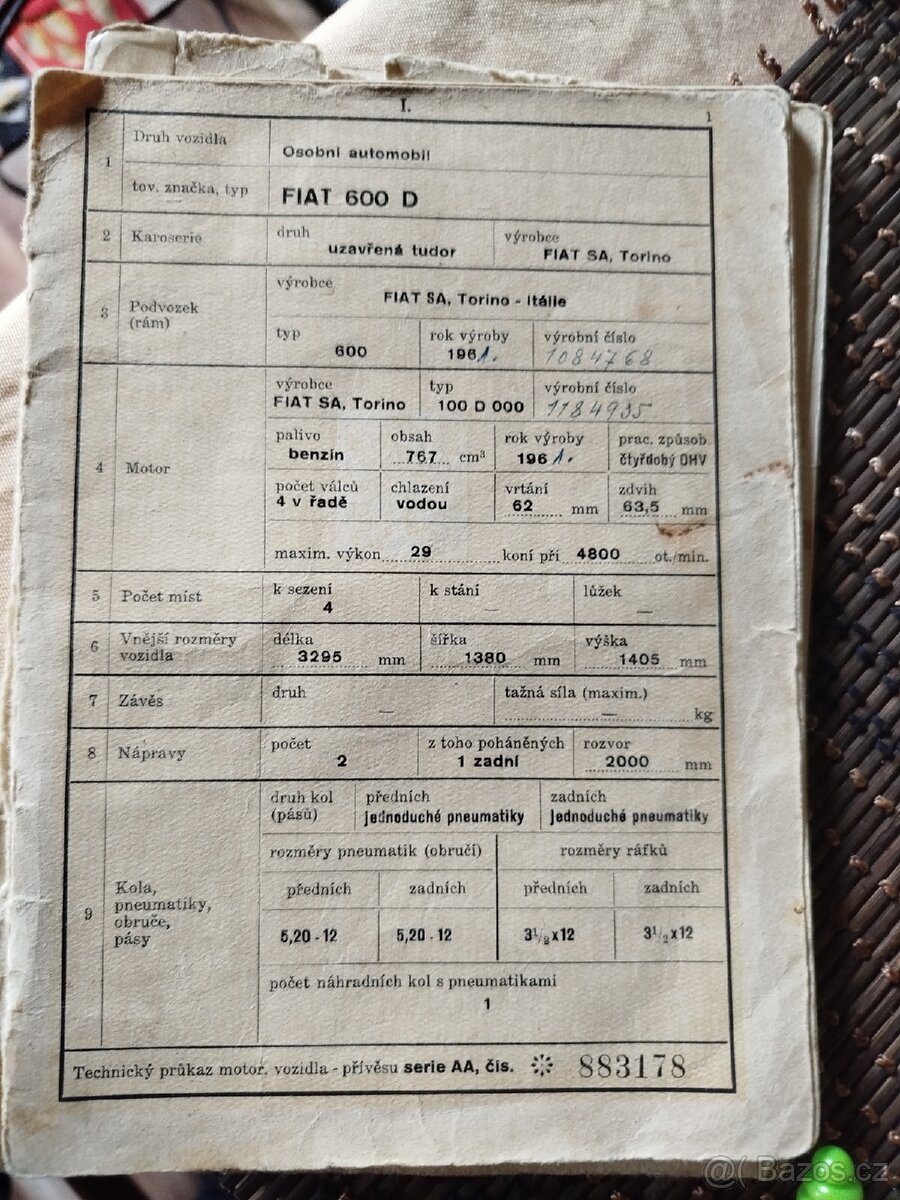 I.
1
1 Druh vozidla Osobní automobil
tov. značka, typ FIAT 600 D
2 Karoserie druh uzavřená tudor výrobce FIAT SA, Torino
3 Podvozek (rám) výrobce FIAT SA, Torino - Itálie
typ 600 rok výroby 1961. výrobní číslo 1084768
4 Motor výrobce FIAT SA, Torino typ 100 D 000 výrobní číslo 1184935
palivo benzín obsah 767 cm³ rok výroby 1961. prac. způsob čtyřdobý OHV
počet válců 4 v řadě chlazení vodou vrtání 62 mm zdvih 63,5 mm
maxim. výkon 29 koní při 4800 ot./min.
5 Počet míst k sezení 4 k stání — lůžek —
6 Vnější rozměry vozidla délka 3295 mm šířka 1380 mm výška 1405 mm
7 Závěs druh — tažná síla (maxim.) — kg
8 Nápravy počet 2 z toho poháněných 1 zadní rozvor 2000 mm
9 Kola, pneumatiky, obruče, pásy druh kol (pásů) předních jednoduché pneumatiky zadních jednoduché pneumatiky
rozměry pneumatik (obručí) rozměry ráfků
předních zadních předních zadních
5,20-12 5,20-12 3½x12 3½x12
počet náhradních kol s pneumatikami
1
Technický průkaz motor. vozidla - přívěsu serie AA, čís. 883178
@( Bazos.cz